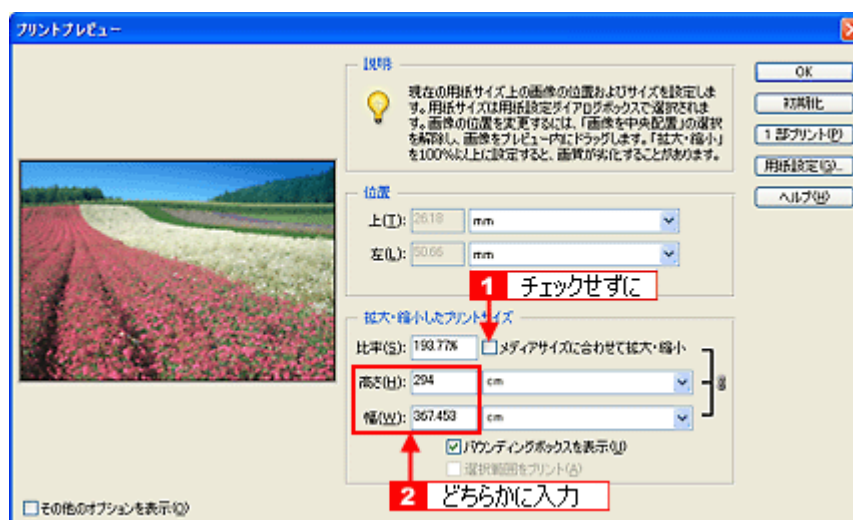 プリントプレビュー
説明
現在の用紙サイズ上の画像の位置およびサイズを設定しま
す。用紙サイズは用紙設定ダイアログボックスで選択されま
す。画像の位置を変更するには、「画像を中央配置」の選択
を解除し、画像をプレビュー内にドラッグします。「拡大・縮小」
を100%以上に設定すると、画質が劣化することがあります。
OK
初期化
1 部プリント(P)
用紙設定(G)...
ヘルプ(H)
位置
上(T): 26.18 mm
左(L): 50.66 mm
1 チェックせずに
拡大・縮小したプリントサイズ
比率(S): 193.77% メディアサイズに合わせて拡大・縮小
高さ(H): 294 cm
幅(W): 367.453 cm
バウンディングボックスを表示(U)
選択範囲をプリント(A)
2 どちらかに入力
その他のオプションを表示(O)